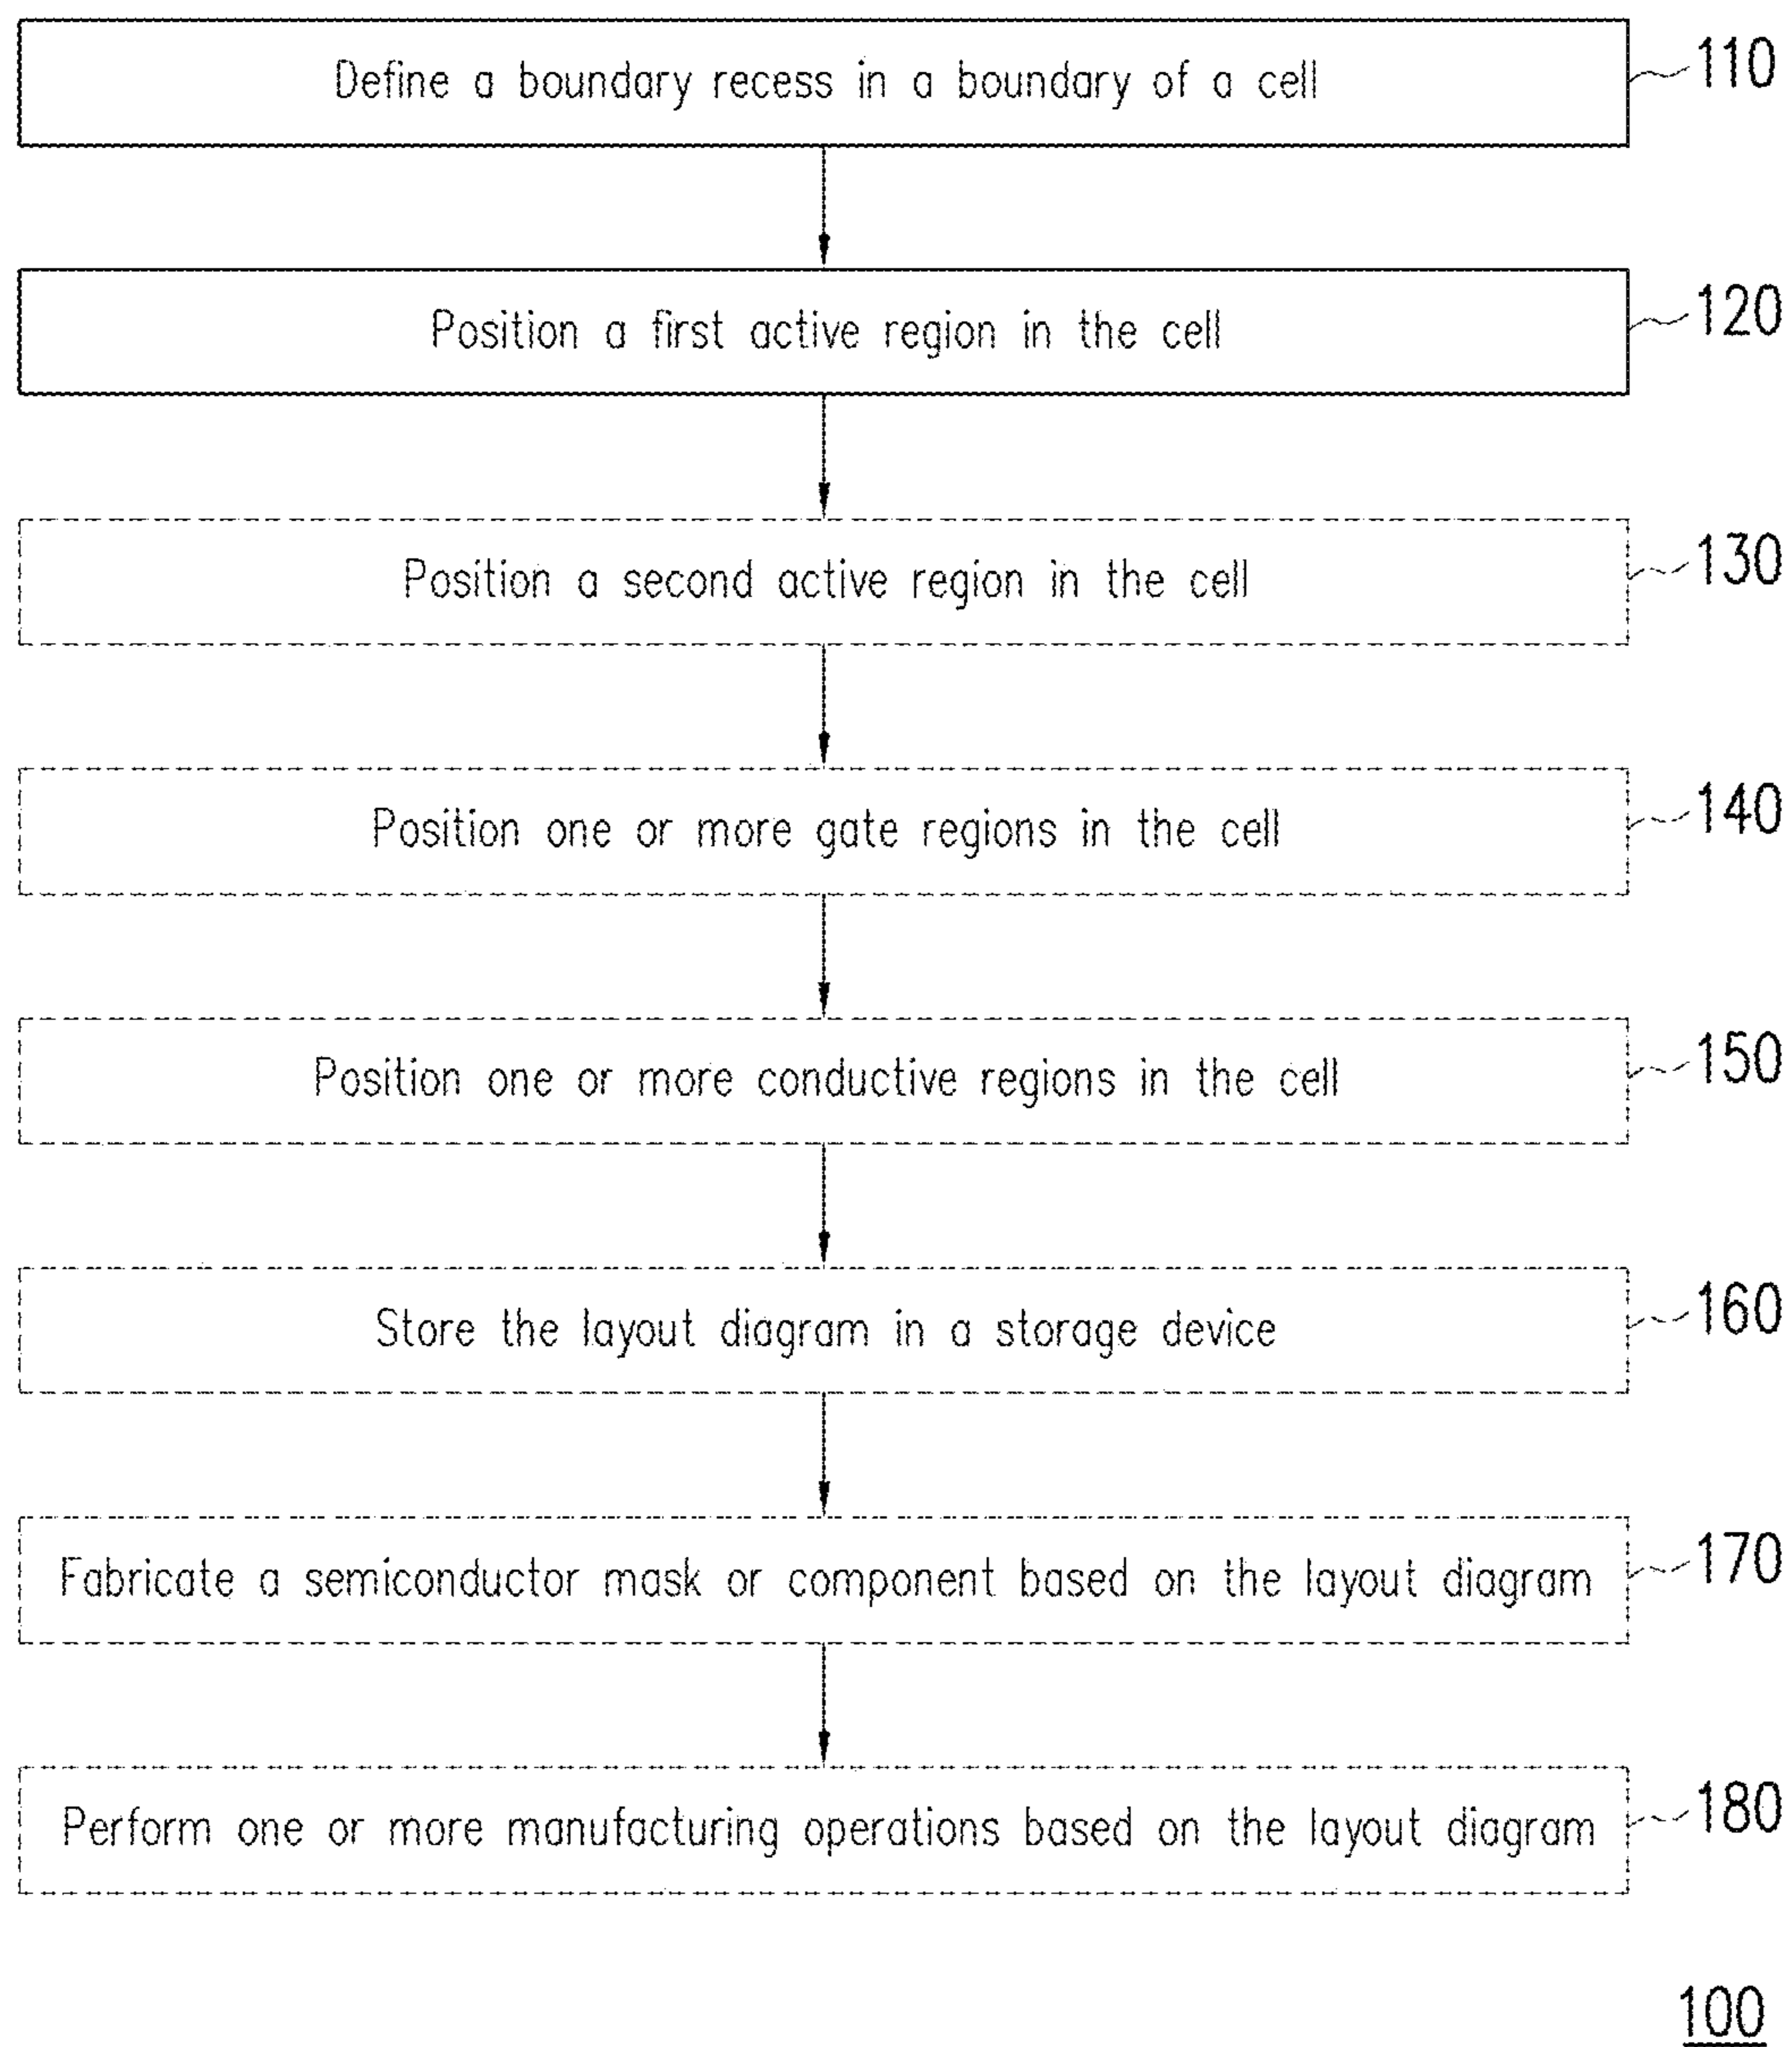 Define a boundary recess in a boundary of a cell
110
Position a first active region in the cell
120
Position a second active region in the cell
130
Position one or more gate regions in the cell
140
Position one or more conductive regions in the cell
150
Store the layout diagram in a storage device
160
Fabricate a semiconductor mask or component based on the layout diagram
170
Perform one or more manufacturing operations based on the layout diagram
180
100